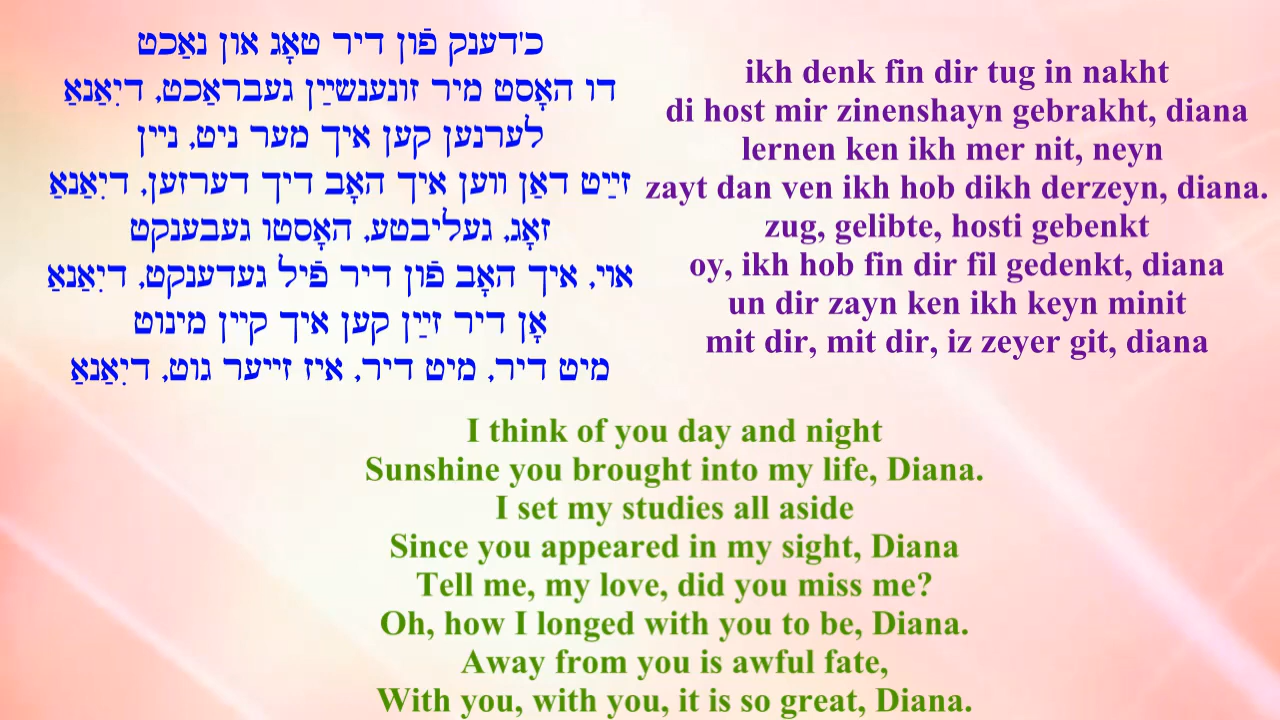 כ'דענק פֿון דיר טאָג און נאַכט
דו האָסט מיר זונענשײַן געבראַכט, דיִאַנאַ
לערנען קען איך מער ניט, ניין
זײַט דאַן ווען איך האָב דיך דערזען, דיִאַנאַ
זאָג, געליבטע, האָסטו געבענקט
אוי, איך האָב פֿון דיר פֿיל געדענקט, דיִאַנאַ
אָן דיר זײַן קען איך קיין מינוט
מיט דיר, מיט דיר, איז זייער גוט, דיִאַנאַ
ikh denk fin dir tug in nakht
di host mir zinenshayn gebrakht, diana
lernen ken ikh mer nit, neyn
zayt dan ven ikh hob dikh derzeyn, diana.
zug, gelibte, hosti gebenkt
oy, ikh hob fin dir fil gedenkt, diana
un dir zayn ken ikh keyn minit
mit dir, mit dir, iz zeyer git, diana
I think of you day and night
Sunshine you brought into my life, Diana.
I set my studies all aside
Since you appeared in my sight, Diana
Tell me, my love, did you miss me?
Oh, how I longed with you to be, Diana.
Away from you is awful fate,
With you, with you, it is so great, Diana.